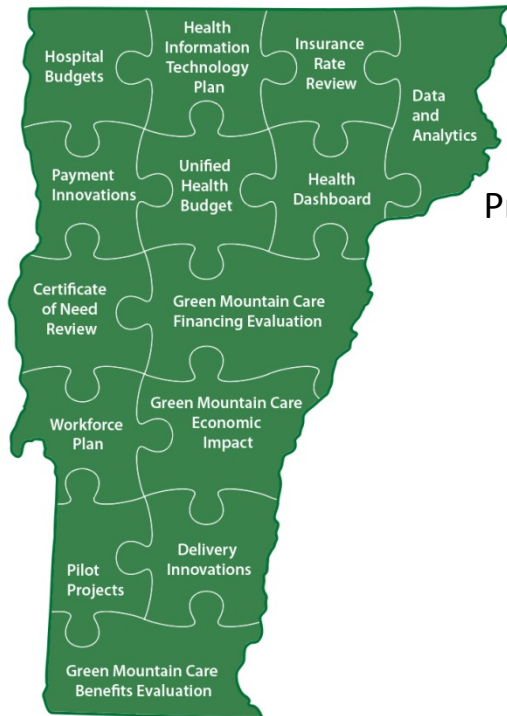 Hospital
Budgets
Health
Information
Technology
Plan
Insurance
Rate
Review
Data
and
Analytics
Payment
Innovations
Unified
Health
Budget
Health
Dashboard
Certificate
of Need
Review
Green Mountain Care
Financing Evaluation
Workforce
Plan
Green Mountain Care
Economic
Impact
Pilot
Projects
Delivery
Innovations
Green Mountain Care
Benefits Evaluation